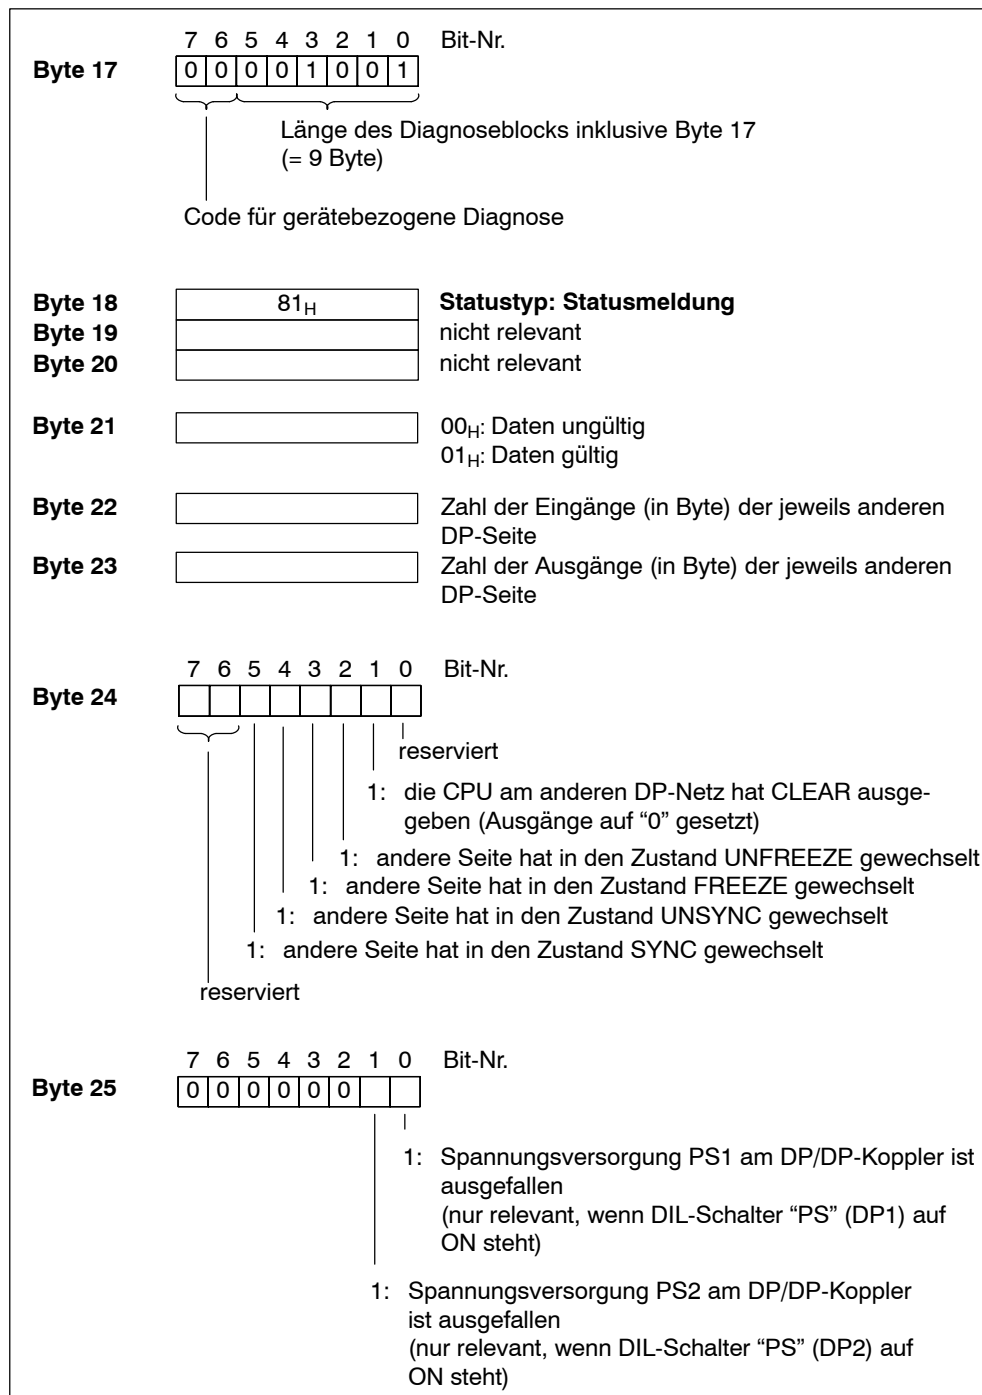 7 6 5 4 3 2 1 0 Bit-Nr.
Byte 17 0 0 0 0 1 0 0 1
Länge des Diagnoseblocks inklusive Byte 17
(= 9 Byte)
Code für gerätebezogene Diagnose
Byte 18 81H Statustyp: Statusmeldung
Byte 19 nicht relevant
Byte 20 nicht relevant
Byte 21 00H: Daten ungültig
01H: Daten gültig
Byte 22 Zahl der Eingänge (in Byte) der jeweils anderen
DP-Seite
Byte 23 Zahl der Ausgänge (in Byte) der jeweils anderen
DP-Seite
7 6 5 4 3 2 1 0 Bit-Nr.
Byte 24
reserviert
1: die CPU am anderen DP-Netz hat CLEAR ausge-
geben (Ausgänge auf “0” gesetzt)
1: andere Seite hat in den Zustand UNFREEZE gewechselt
1: andere Seite hat in den Zustand FREEZE gewechselt
1: andere Seite hat in den Zustand UNSYNC gewechselt
1: andere Seite hat in den Zustand SYNC gewechselt
reserviert
7 6 5 4 3 2 1 0 Bit-Nr.
Byte 25 0 0 0 0 0 0
1: Spannungsversorgung PS1 am DP/DP-Koppler ist
ausgefallen
(nur relevant, wenn DIL-Schalter “PS” (DP1) auf
ON steht)
1: Spannungsversorgung PS2 am DP/DP-Koppler
ist ausgefallen
(nur relevant, wenn DIL-Schalter “PS” (DP2) auf
ON steht)